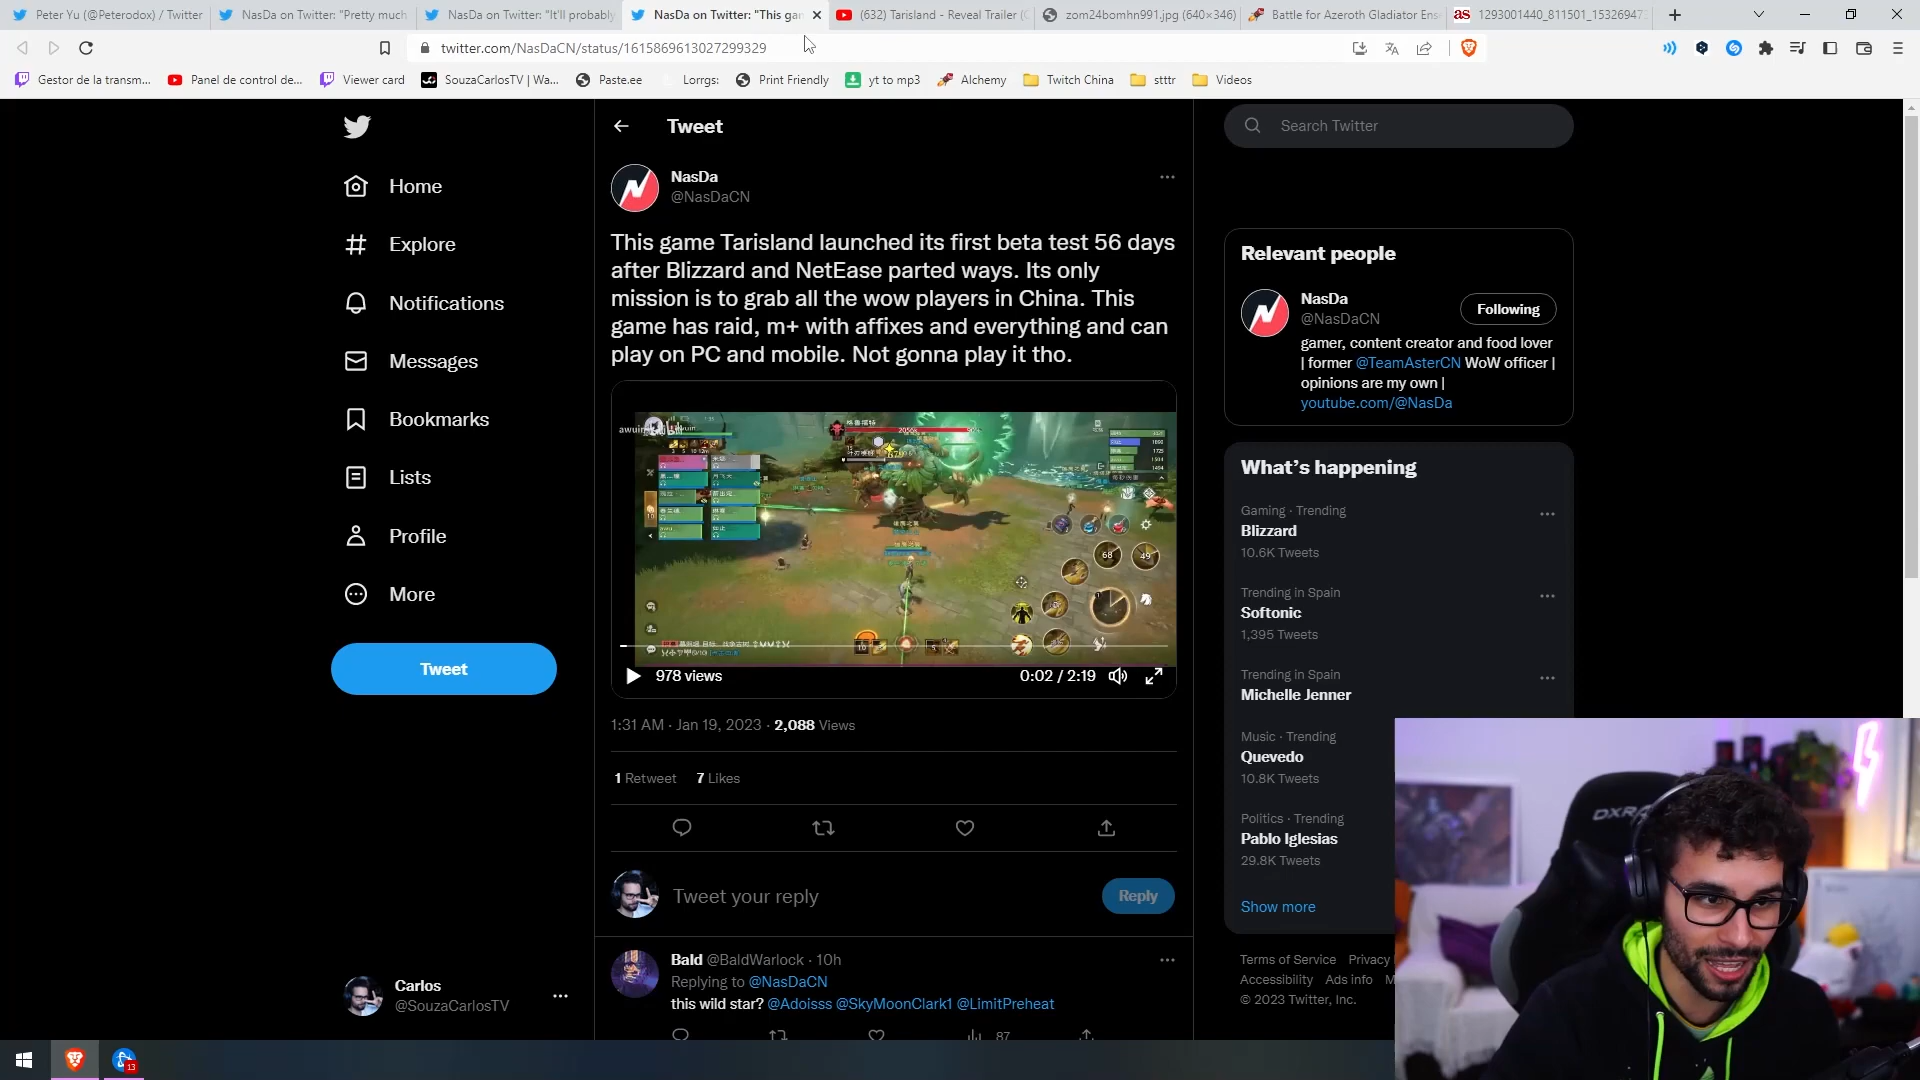 Peter Yu (@Peterodox) / Twitter
NasDa on Twitter: "Pretty much
NasDa on Twitter: "It'll probably
NasDa on Twitter: "This gam
(632) Tarisland - Reveal Trailer (
zom24bomhn991.jpg (640×346)
Battle for Azeroth Gladiator Ens
1293001440_811501_153269473
twitter.com/NasDaCN/status/1615869613027299329
Gestor de la transm...
Panel de control de...
Viewer card
SouzaCarlosTV | Wa...
Paste.ee
Lorrgs:
Print Friendly
yt to mp3
Alchemy
Twitch China
stttr
Videos
Home
Explore
Notifications
Messages
Bookmarks
Lists
Profile
More
Tweet
Carlos
@SouzaCarlosTV
Tweet
NasDa
@NasDaCN
This game Tarisland launched its first beta test 56 days
after Blizzard and NetEase parted ways. Its only
mission is to grab all the wow players in China. This
game has raid, m+ with affixes and everything and can
play on PC and mobile. Not gonna play it tho.
68
49
978 views
0:02 / 2:19
1:31 AM · Jan 19, 2023 · 2,088 Views
1 Retweet 7 Likes
Tweet your reply
Reply
Bald @BaldWarlock · 10h
Replying to @NasDaCN
this wild star? @Adoisss @SkyMoonClark1 @LimitPreheat
87
Search Twitter
Relevant people
NasDa
@NasDaCN
Following
gamer, content creator and food lover
| former @TeamAsterCN WoW officer |
opinions are my own |
youtube.com/@NasDa
What's happening
Gaming · Trending
Blizzard
10.6K Tweets
Trending in Spain
Softonic
1,395 Tweets
Trending in Spain
Michelle Jenner
Music · Trending
Quevedo
10.8K Tweets
Politics · Trending
Pablo Iglesias
29.8K Tweets
Show more
Terms of Service Privacy
Accessibility Ads info
© 2023 Twitter, Inc.
13